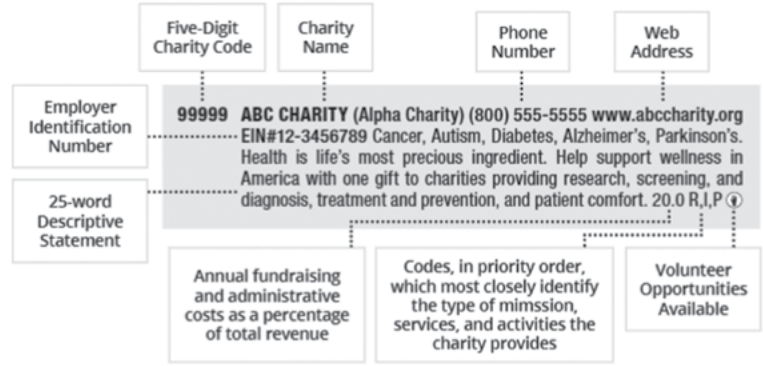 Five-Digit
Charity Code
Charity
Name
Phone
Number
Web
Address
Employer
Identification
Number
99999 ABC CHARITY (Alpha Charity) (800) 555-5555 www.abccharity.org
EIN#12-3456789 Cancer, Autism, Diabetes, Alzheimer's, Parkinson's.
Health is life's most precious ingredient. Help support wellness in
America with one gift to charities providing research, screening, and
diagnosis, treatment and prevention, and patient comfort. 20.0 R,I,P
25-word
Descriptive
Statement
Annual fundraising
and administrative
costs as a percentage
of total revenue
Codes, in priority order,
which most closely identify
the type of mimssion,
services, and activities the
charity provides
Volunteer
Opportunities
Available